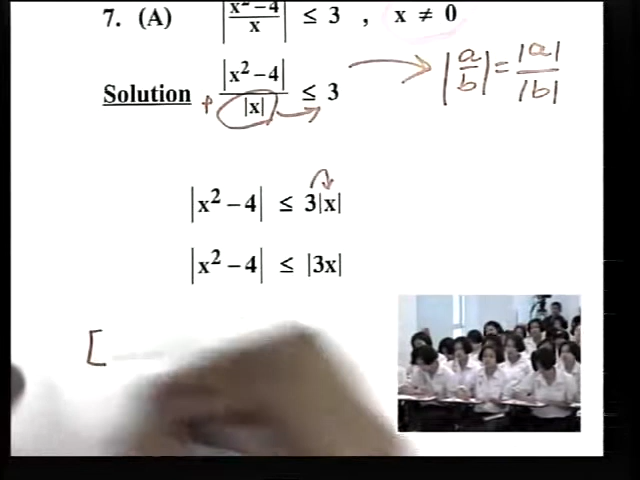 7. (A) |x² – 4 / x| ≤ 3 , x ≠ 0
Solution + |x² – 4| / |x| ≤ 3 → |a/b| = |a|/|b|
|x² – 4| ≤ 3|x|
|x² – 4| ≤ |3x|
[